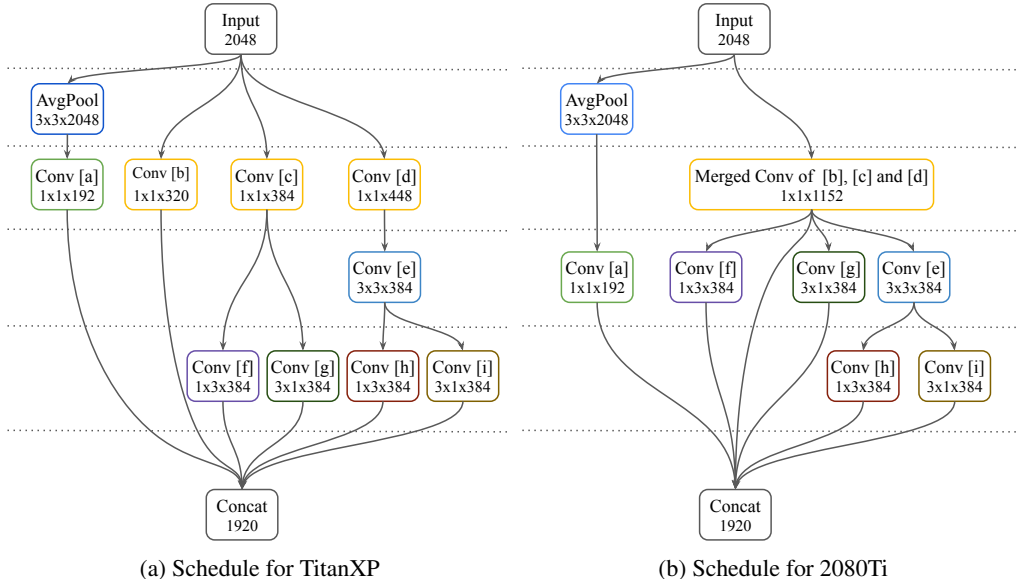 Input
2048
AvgPool
3x3x2048
Conv [a]
1x1x192
Conv [b]
1x1x320
Conv [c]
1x1x384
Conv [d]
1x1x448
Conv [e]
3x3x384
Conv [f]
1x3x384
Conv [g]
3x1x384
Conv [h]
1x3x384
Conv [i]
3x1x384
Concat
1920
(a) Schedule for TitanXP
Input
2048
AvgPool
3x3x2048
Merged Conv of [b], [c] and [d]
1x1x1152
Conv [a]
1x1x192
Conv [f]
1x3x384
Conv [g]
3x1x384
Conv [e]
3x3x384
Conv [h]
1x3x384
Conv [i]
3x1x384
Concat
1920
(b) Schedule for 2080Ti